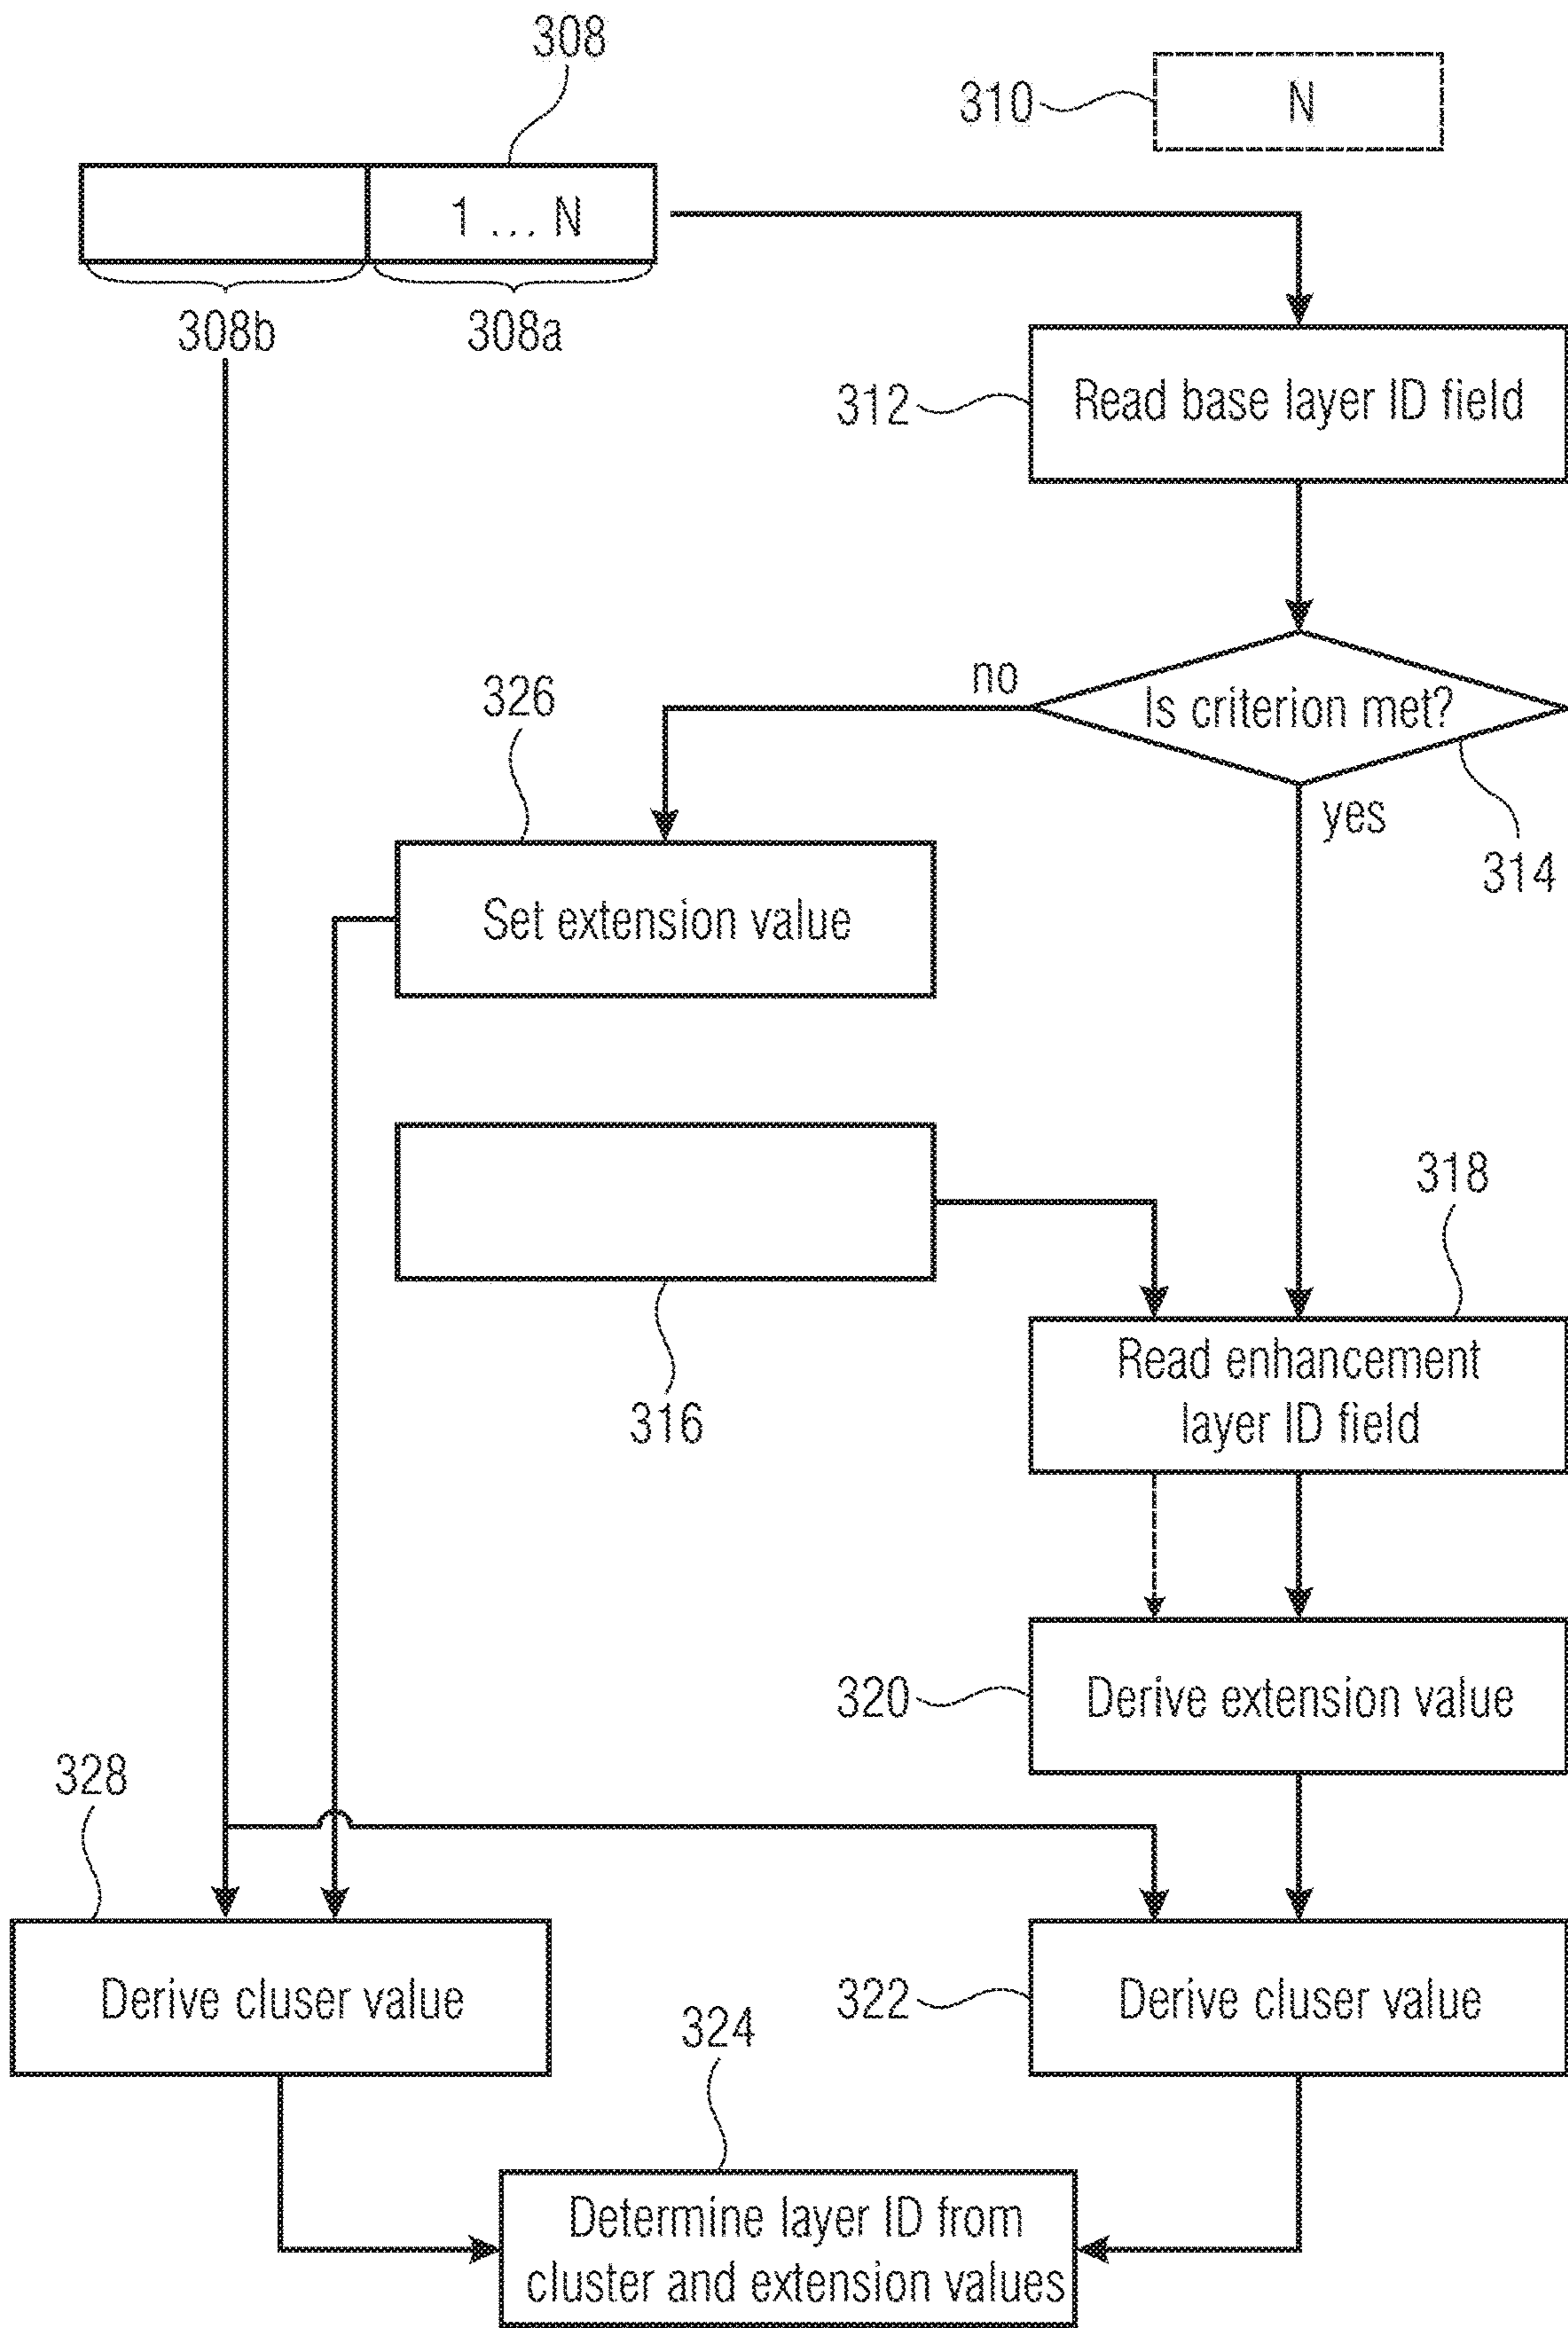 308
310
N
1 ... N
308b
308a
312
Read base layer ID field
no
Is criterion met?
326
yes
314
Set extension value
318
Read enhancement
layer ID field
316
320
Derive extension value
328
Derive cluser value
322
Derive cluser value
324
Determine layer ID from
cluster and extension values